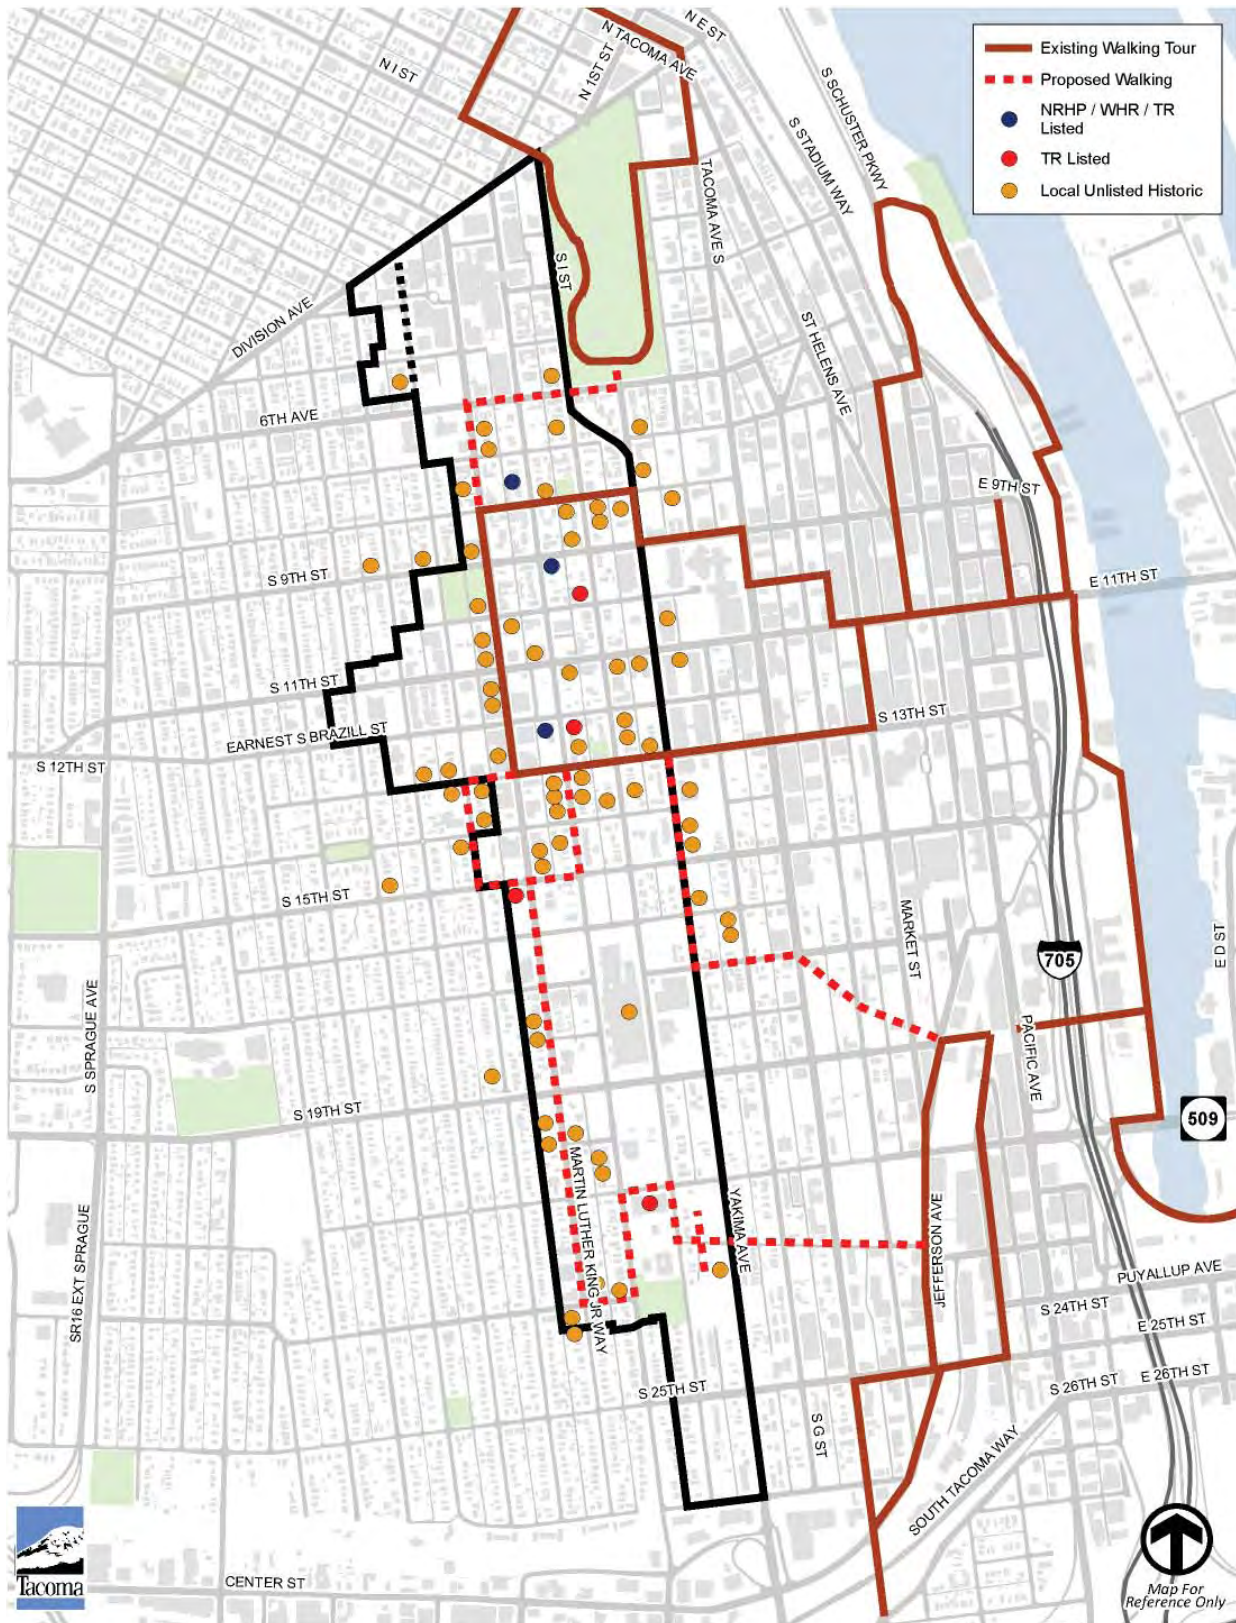 N E ST
N TACOMA AVE
N 1ST ST
N I ST
S SCHUSTER PKWY
S STADIUM WAY
TACOMA AVE S
S I ST
ST HELENS AVE
DIVISION AVE
6TH AVE
Existing Walking Tour
Proposed Walking
NRHP / WHR / TR
Listed
TR Listed
Local Unlisted Historic
E 9TH ST
S 9TH ST
E 11TH ST
S 11TH ST
EARNEST S BRAZILL ST
S 12TH ST
S 13TH ST
S 15TH ST
MARKET ST
705
E D ST
S SPRAGUE AVE
PACIFIC AVE
S 19TH ST
509
MARTIN LUTHER KING JR WAY
YAKIMA AVE
JEFFERSON AVE
SR16 EXT SPRAGUE
PUYALLUP AVE
S 24TH ST
E 25TH ST
S 25TH ST
S 26TH ST
E 26TH ST
S G ST
SOUTH TACOMA WAY
Tacoma
CENTER ST
Map For
Reference Only